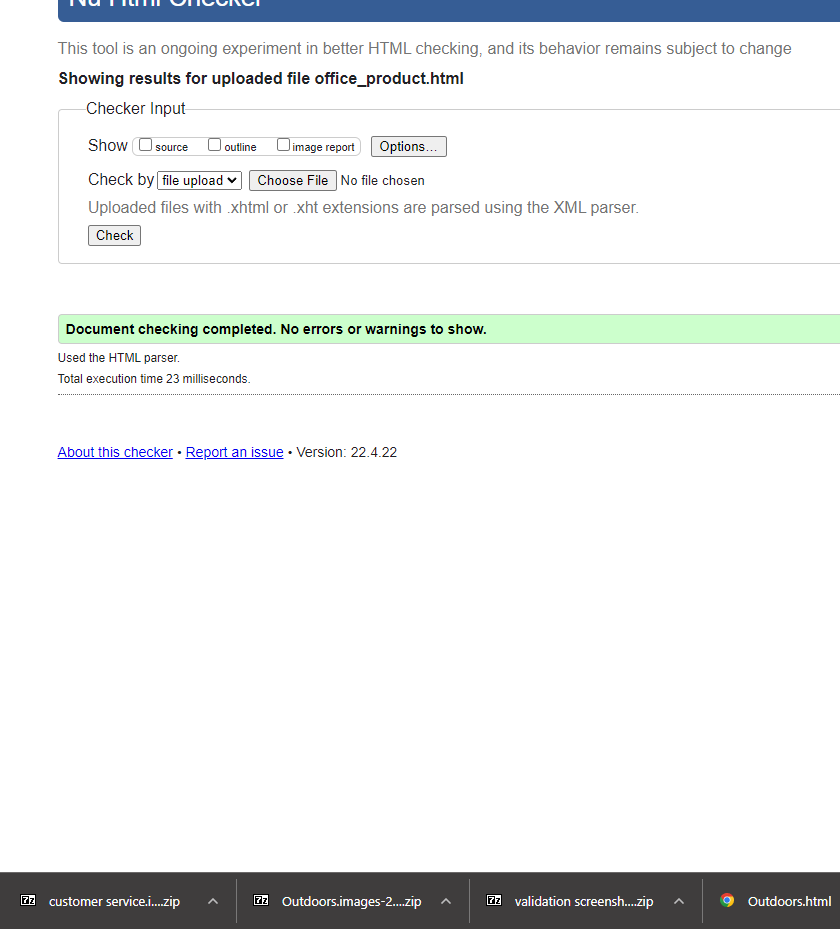 Nu Html Checker
This tool is an ongoing experiment in better HTML checking, and its behavior remains subject to change
Showing results for uploaded file office_product.html
Checker Input
Show source outline image report Options...
Check by file upload Choose File No file chosen
Uploaded files with .xhtml or .xht extensions are parsed using the XML parser.
Check
Document checking completed. No errors or warnings to show.
Used the HTML parser.
Total execution time 23 milliseconds.
About this checker • Report an issue • Version: 22.4.22
customer service.i....zip Outdoors.images-2....zip validation screensh....zip Outdoors.html